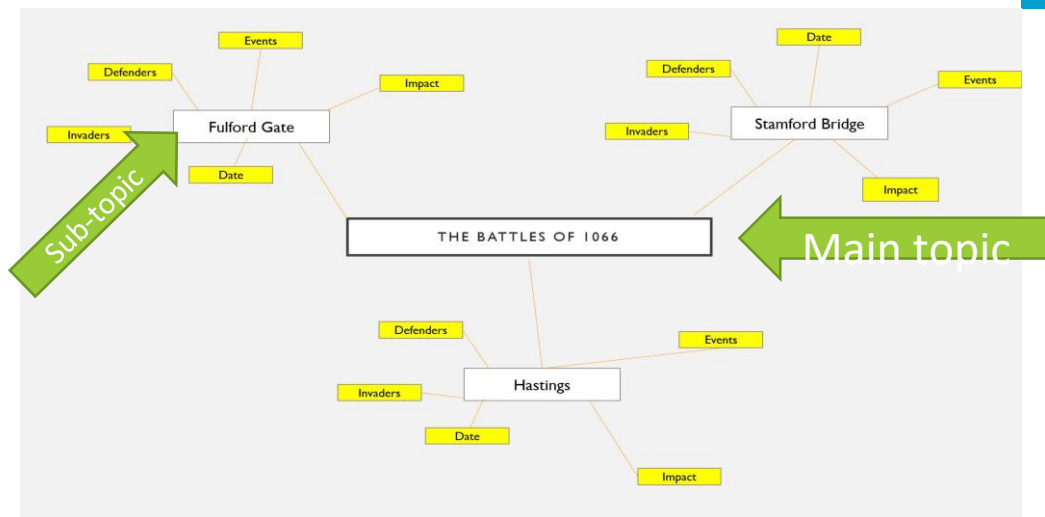 Events
Defenders
Impact
Fulford Gate
Invaders
Date
Sub-topic
Date
Defenders
Events
Stamford Bridge
Invaders
Impact
THE BATTLES OF 1066
Main topic
Defenders
Events
Hastings
Invaders
Date
Impact